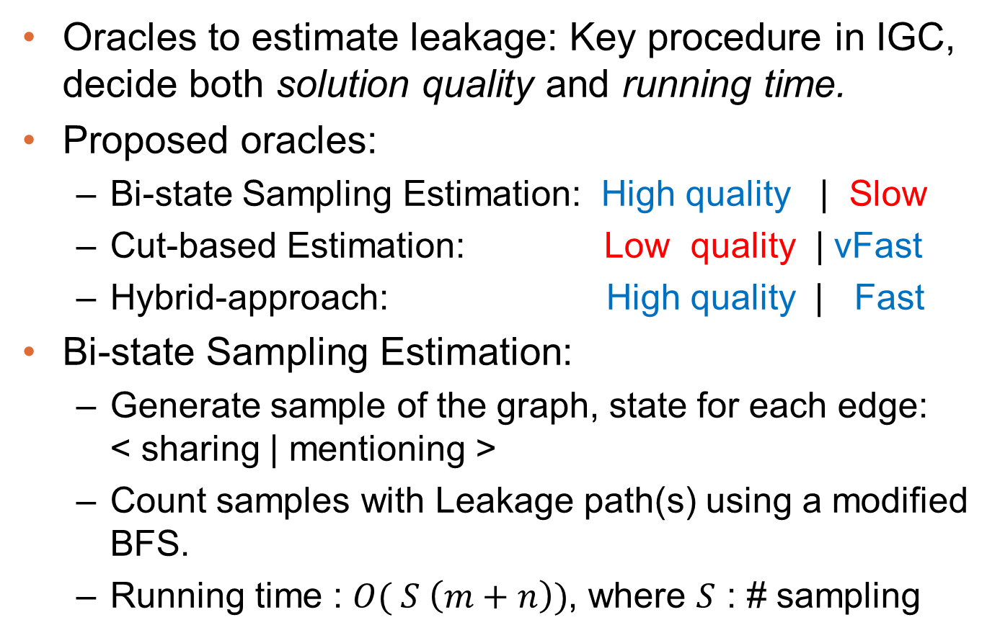 • Oracles to estimate leakage: Key procedure in IGC,
decide both solution quality and running time.
• Proposed oracles:
– Bi-state Sampling Estimation: High quality | Slow
– Cut-based Estimation: Low quality | vFast
– Hybrid-approach: High quality | Fast
• Bi-state Sampling Estimation:
– Generate sample of the graph, state for each edge:
< sharing | mentioning >
– Count samples with Leakage path(s) using a modified
BFS.
– Running time : O( S (m + n)), where S : # sampling